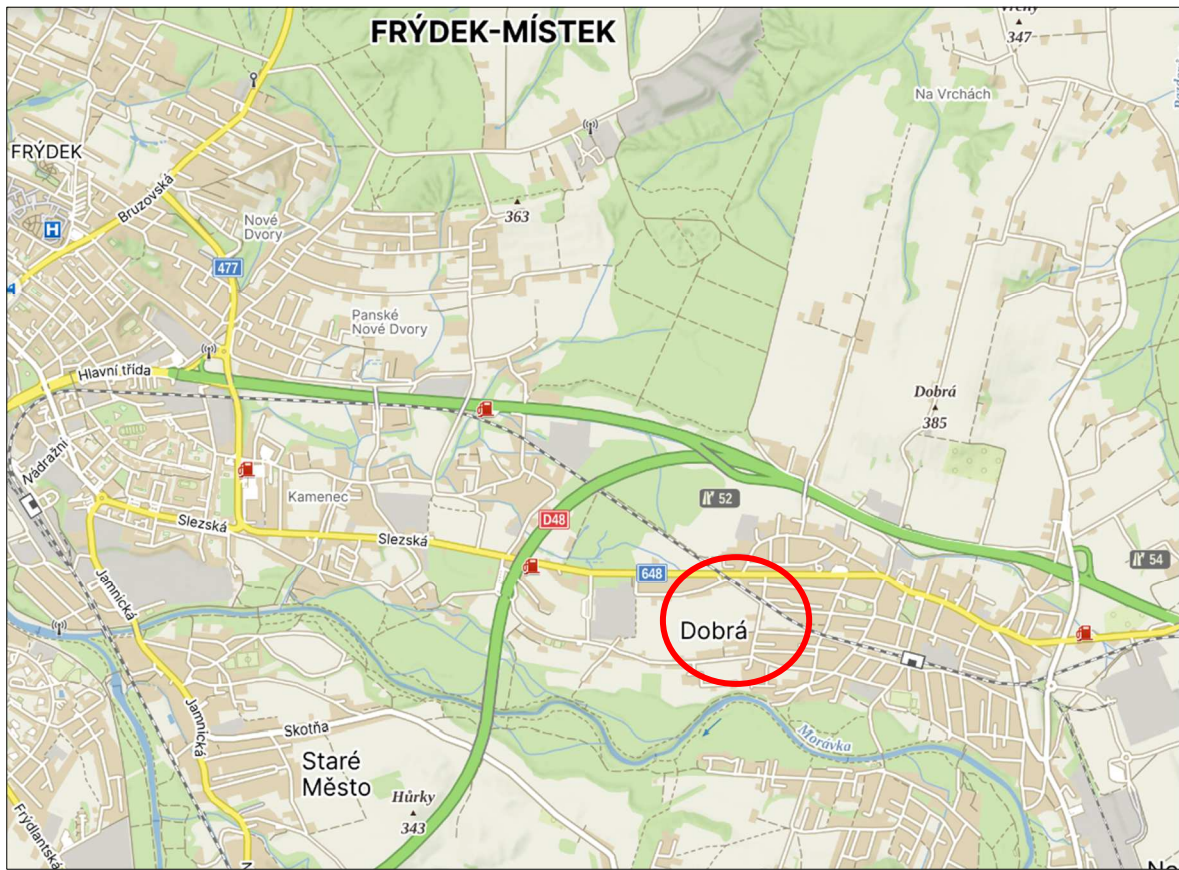 FRÝDEK-MÍSTEK
347
Na Vrchách
FRÝDEK
Bruzovská
363
Nové
Dvory
H
477
Panské
Nové Dvory
Hlavní třída
Dobrá
385
Nádražní
Kamenec
52
Slezská
D48
Slezská
54
648
Jamnická
Dobrá
Jamnická
Skotňa
Morávka
Staré
Město
Hůrky
343
Frýdlantská